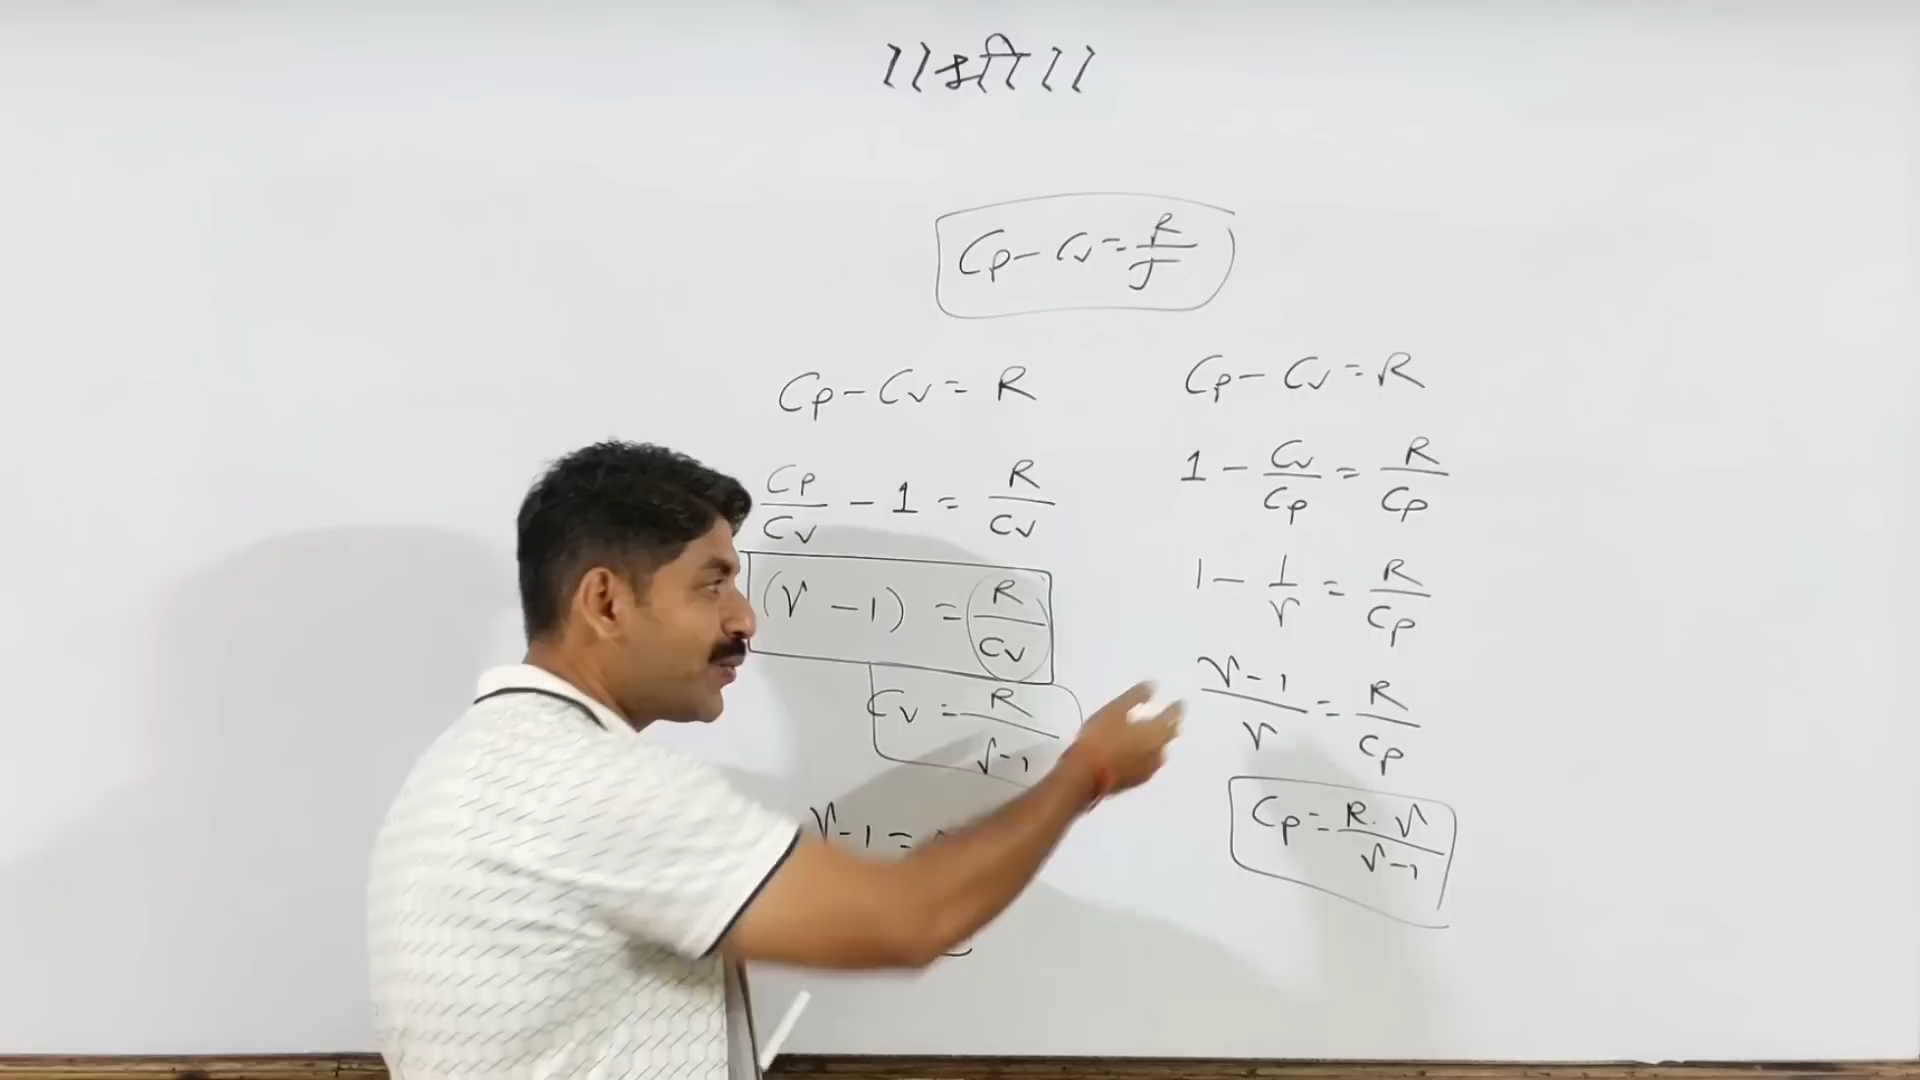 ॥ श्री ॥
Cp - Cv = R/J
Cp - Cv = R
Cp/Cv - 1 = R/Cv
(γ - 1) = R/Cv
Cv = R/γ-1
γ-1 =
Cp - Cv = R
1 - Cv/Cp = R/Cp
1 - 1/γ = R/Cp
γ-1/γ = R/Cp
Cp = R.γ/γ-1